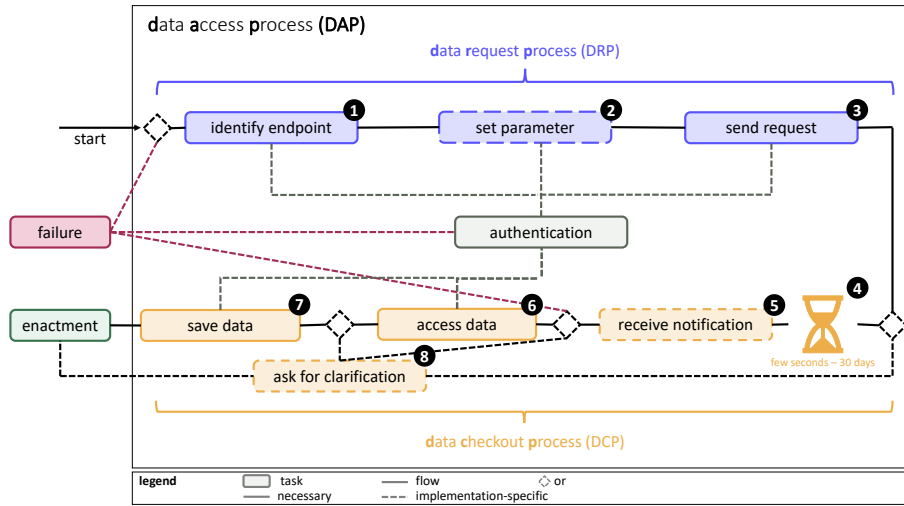 data access process (DAP)
data request process (DRP)
1
2
3
start
identify endpoint
set parameter
send request
failure
authentication
4
7
6
5
enactment
save data
access data
receive notification
8
few seconds – 30 days
ask for clarification
data checkout process (DCP)
legend
task
flow
or
necessary
implementation-specific